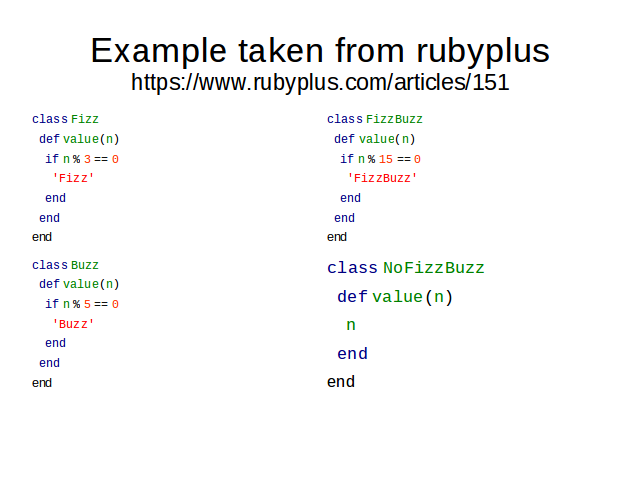 Example taken from rubyplus
https://www.rubyplus.com/articles/151
class Fizz
def value(n)
if n % 3 == 0
'Fizz'
end
end
end
class Buzz
def value(n)
if n % 5 == 0
'Buzz'
end
end
end
class FizzBuzz
def value(n)
if n % 15 == 0
'FizzBuzz'
end
end
end
class NoFizzBuzz
def value(n)
n
end
end